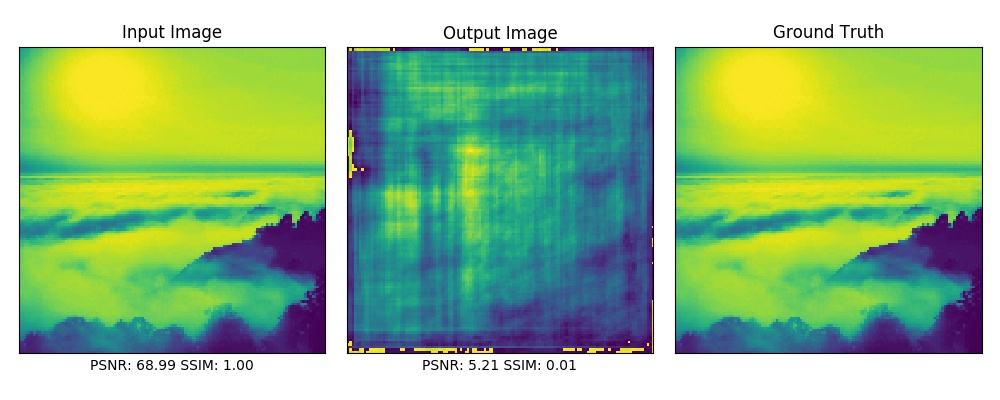 Input Image
Output Image
Ground Truth
PSNR: 68.99 SSIM: 1.00
PSNR: 5.21 SSIM: 0.01